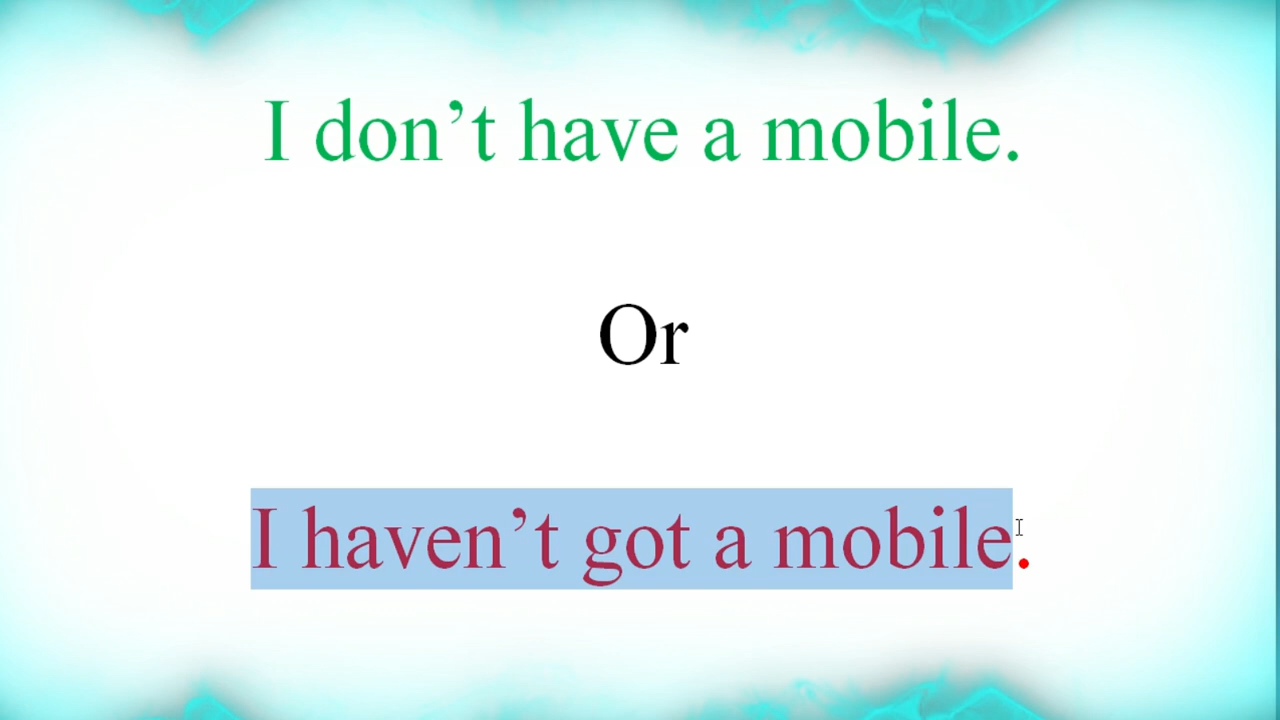 I don’t have a mobile.
Or
I haven’t got a mobile.